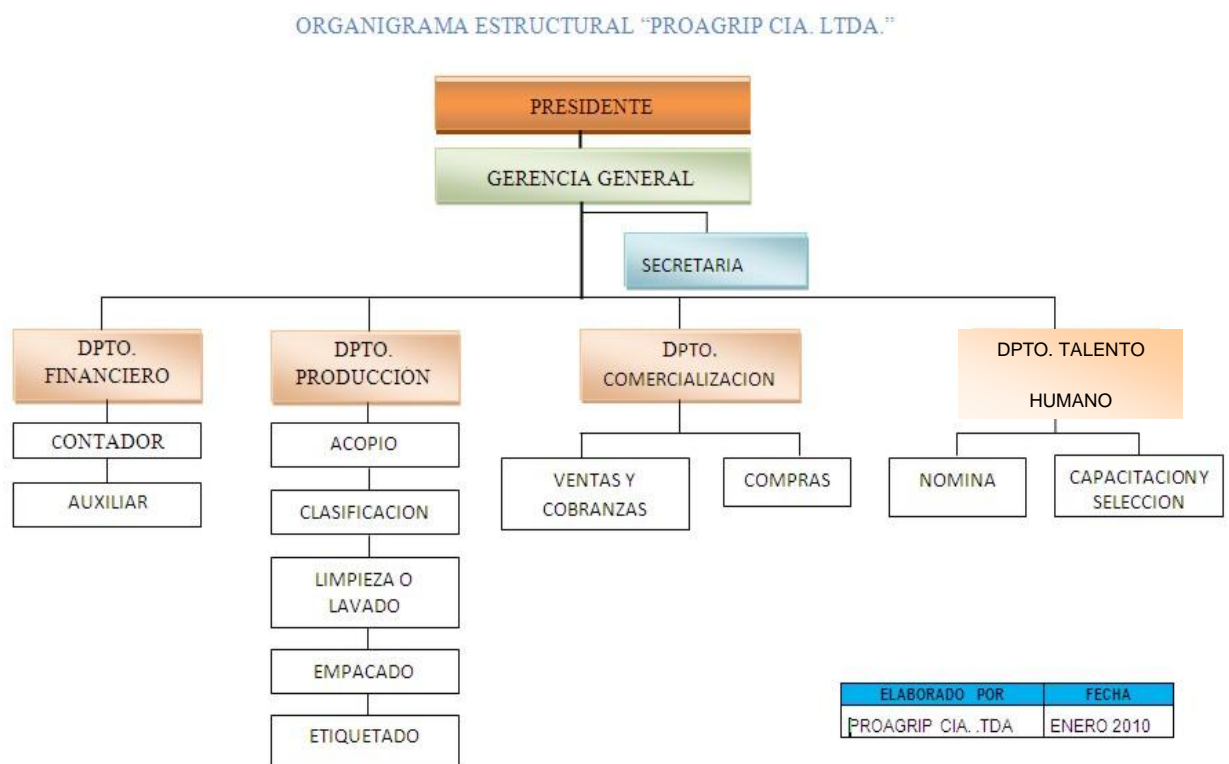 ORGANIGRAMA ESTRUCTURAL “PROAGRIP CIA. LTDA.”
PRESIDENTE
GERENCIA GENERAL
SECRETARIA
DPTO.
FINANCIERO
DPTO.
PRODUCCIÓN
DPTO.
COMERCIALIZACION
DPTO. TALENTO
HUMANO
CONTADOR
AUXILIAR
ACOPIO
CLASIFICACION
LIMPIEZA O
LAVADO
EMPACADO
ETIQUETADO
VENTAS Y
COBRANZAS
COMPRAS
NOMINA
CAPACITACION Y
SELECCION
ELABORADO POR
FECHA
PROAGRIP CIA. .TDA
ENERO 2010